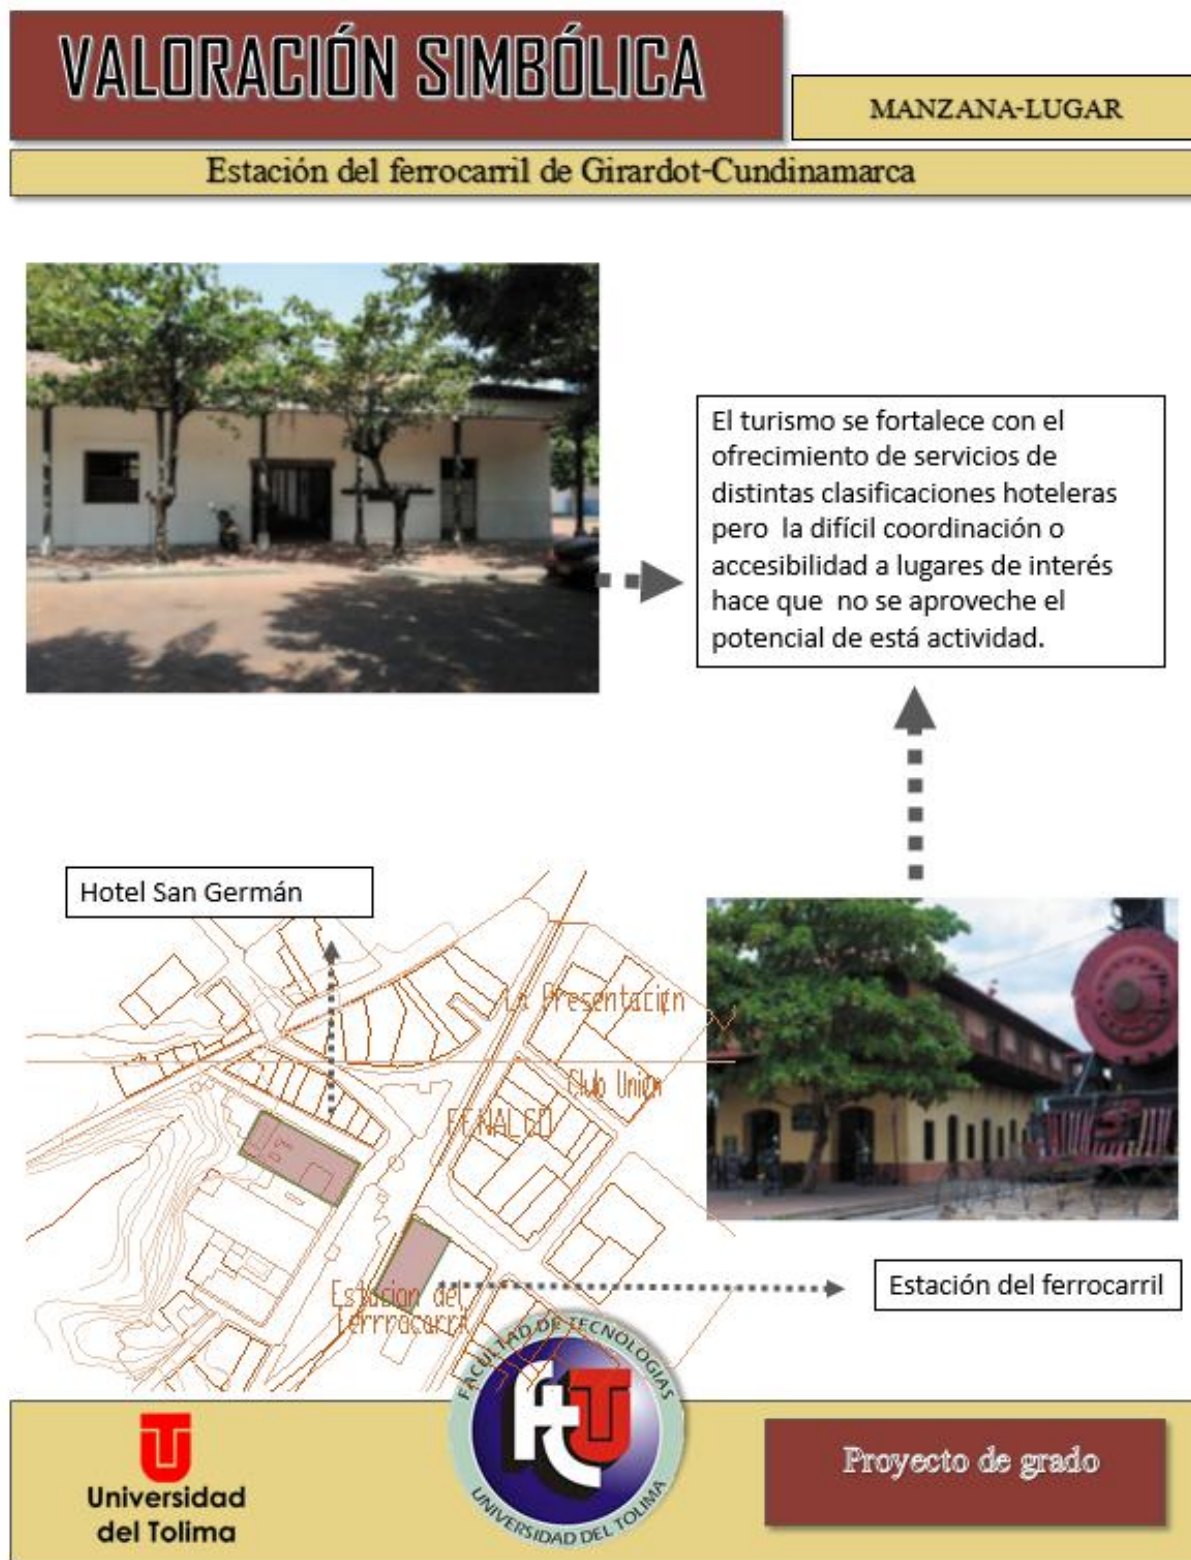 VALORACIÓN SIMBÓLICA
MANZANA-LUGAR
Estación del ferrocarril de Girardot-Cundinamarca
El turismo se fortalece con el
ofrecimiento de servicios de
distintas clasificaciones hoteleras
pero la difícil coordinación o
accesibilidad a lugares de interés
hace que no se aproveche el
potencial de está actividad.
Hotel San Germán
La Presentación
Club Unión
FENALCO
Estación del
Ferrrocarril
Estación del ferrocarril
FACULTAD DE TECNOLOGIAS
ftU
UNIVERSIDAD DEL TOLIMA
Universidad
del Tolima
Proyecto de grado